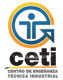 ceti
CENTRO DE ENSEÑANZA
TÉCNICA INDUSTRIAL